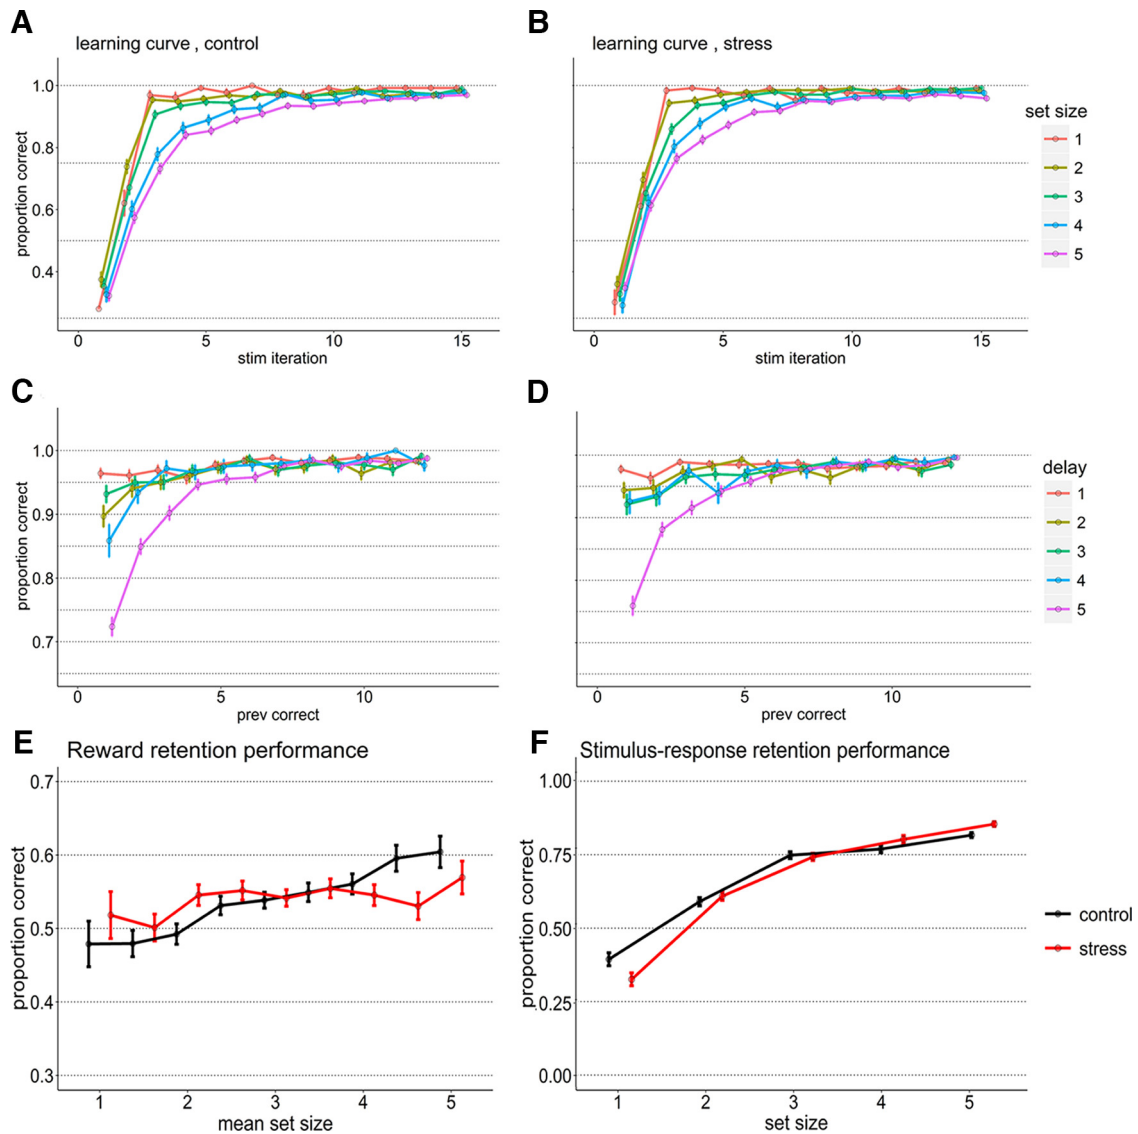 A
B
learning curve , control
learning curve , stress
1.0
0.8
0.6
0.4
proportion correct
0
5
10
15
stim iteration
0
5
10
15
stim iteration
set size
1
2
3
4
5
C
D
1.0
0.9
0.8
0.7
proportion correct
0
5
10
prev correct
0
5
10
prev correct
delay
1
2
3
4
5
E
Reward retention performance
F
Stimulus-response retention performance
0.7
0.6
0.5
0.4
0.3
proportion correct
1
2
3
4
5
mean set size
1.00
0.75
0.50
0.25
0.00
proportion correct
1
2
3
4
5
set size
control
stress